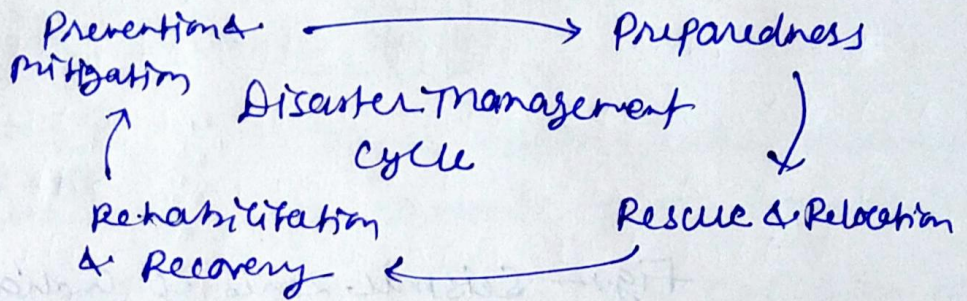 Prevention &
mitigation
Preparedness
Disaster Management
cycle
Rescue & Relocation
Rehabilitation
& Recovery